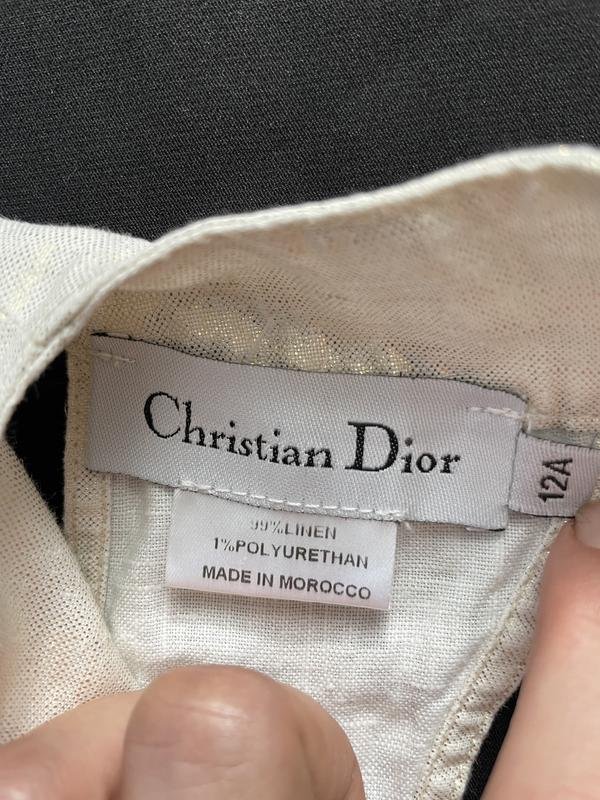 Christian Dior
12A
99%LINEN
1%POLYURETHAN
MADE IN MOROCCO